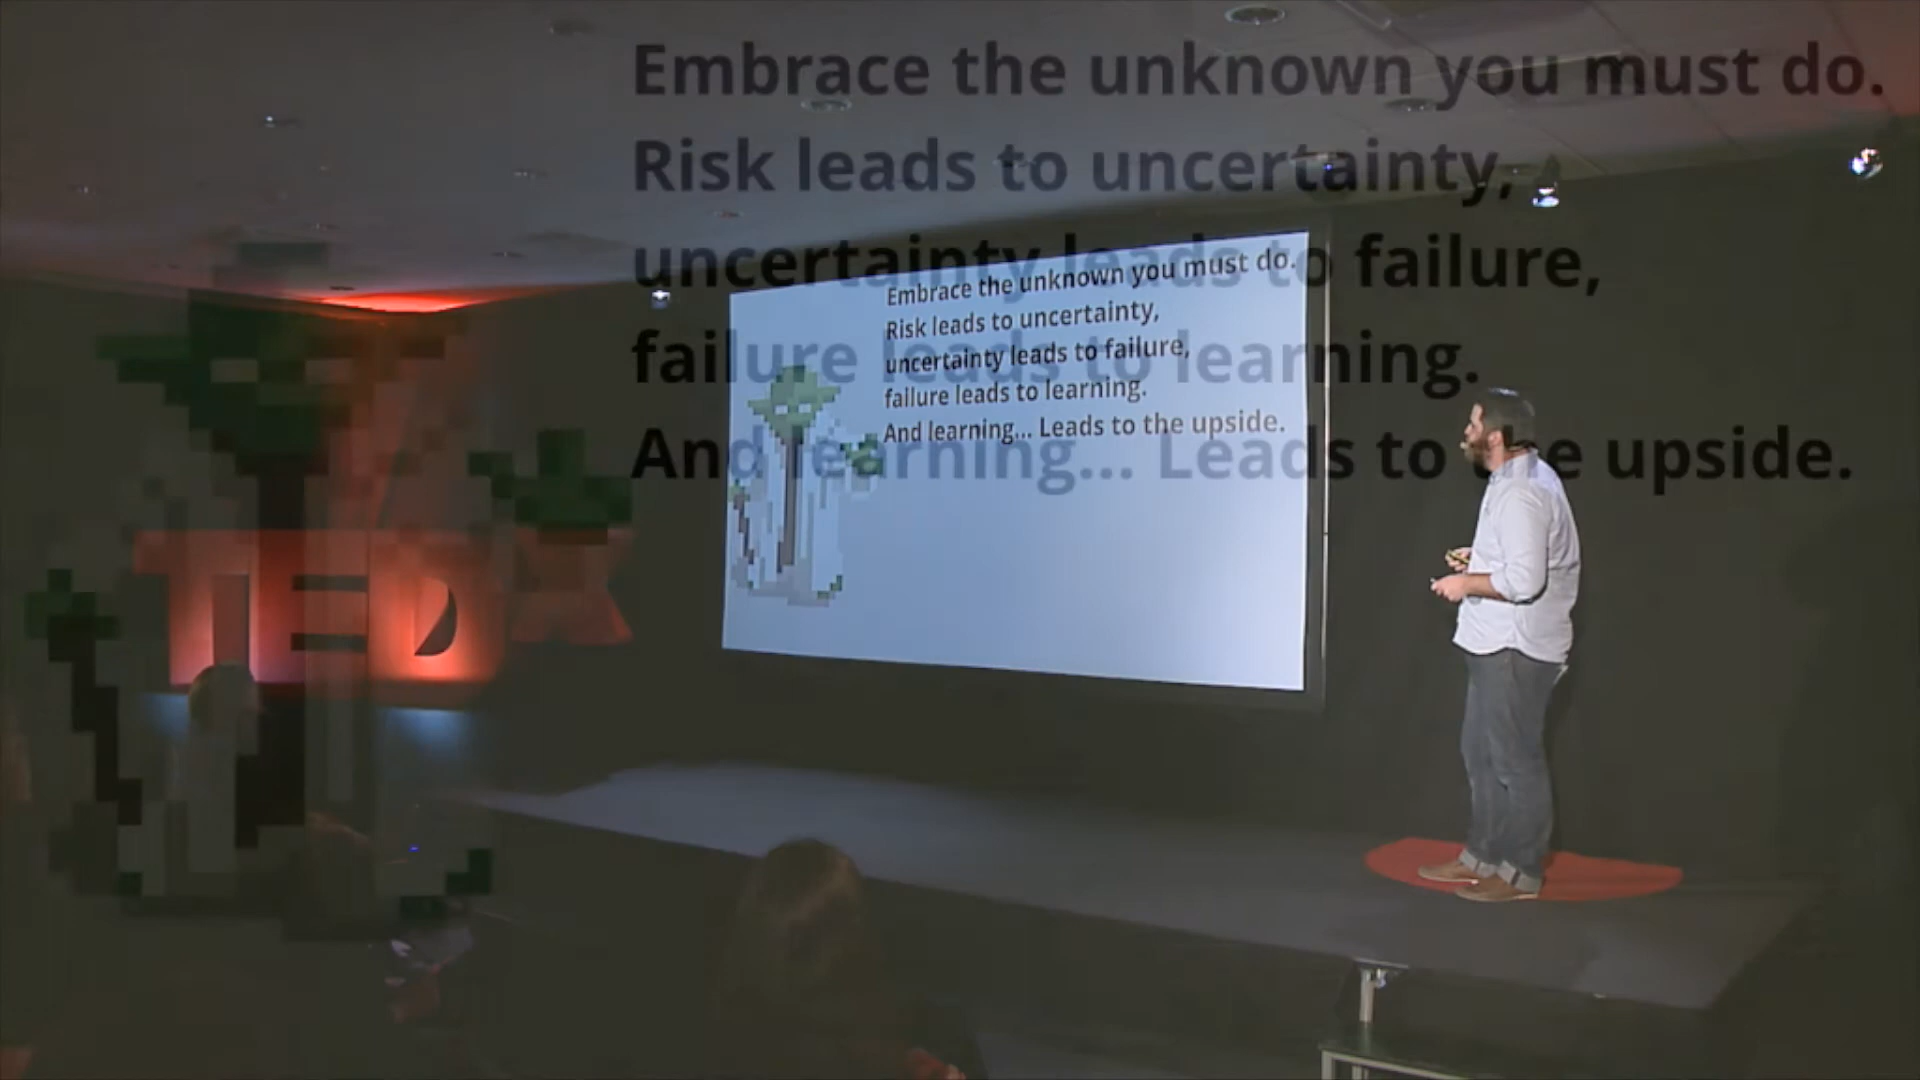 Embrace the unknown you must do.
Risk leads to uncertainty,
uncertainty leads to failure,
failure leads to learning.
And learning... Leads to the upside.
Embrace the unknown you must do.
Risk leads to uncertainty,
uncertainty leads to failure,
failure leads to learning.
And learning... Leads to the upside.
TEDx